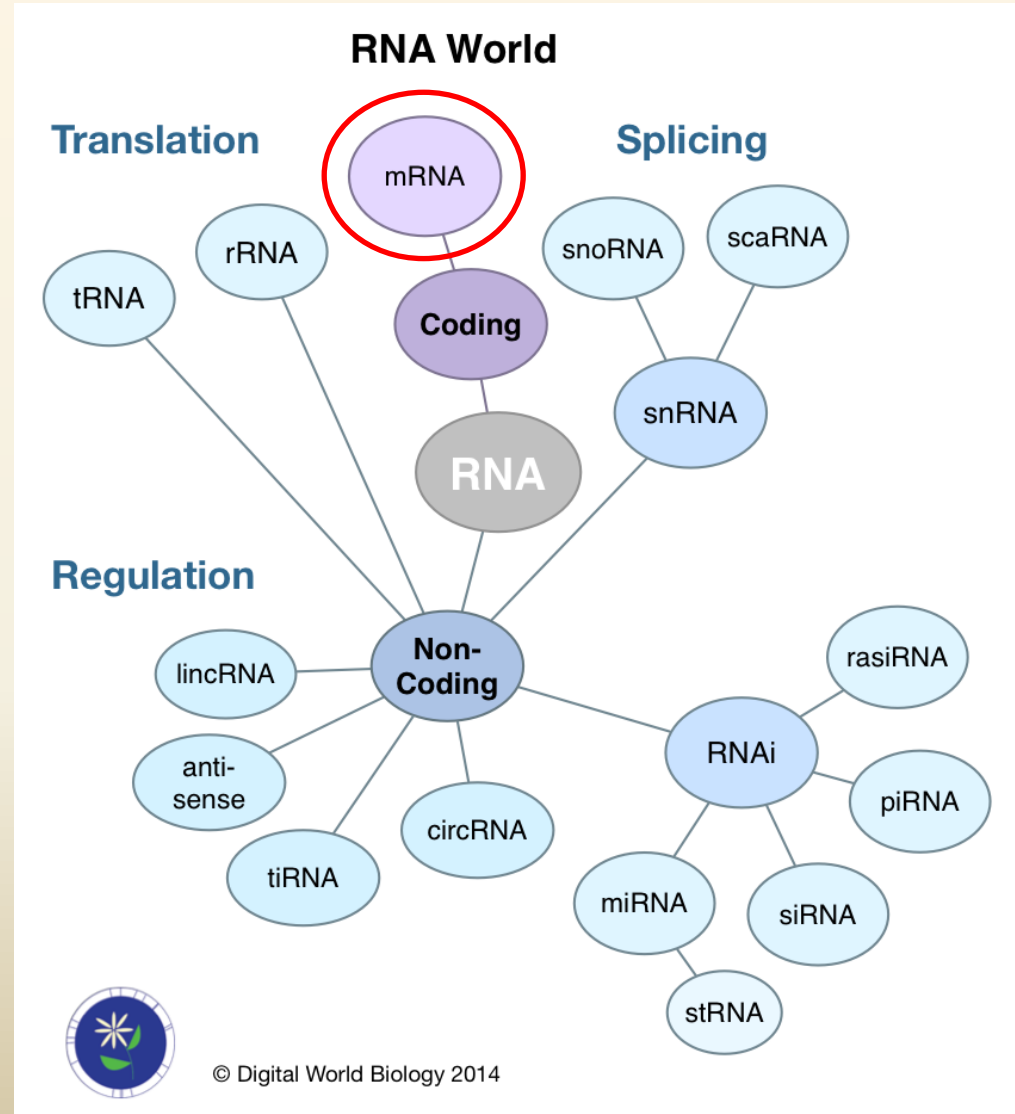 RNA World
Translation
Splicing
mRNA
snoRNA
scaRNA
rRNA
tRNA
Coding
snRNA
RNA
Regulation
Non-
Coding
lincRNA
rasiRNA
anti-
sense
RNAi
circRNA
piRNA
tiRNA
miRNA
siRNA
stRNA
© Digital World Biology 2014